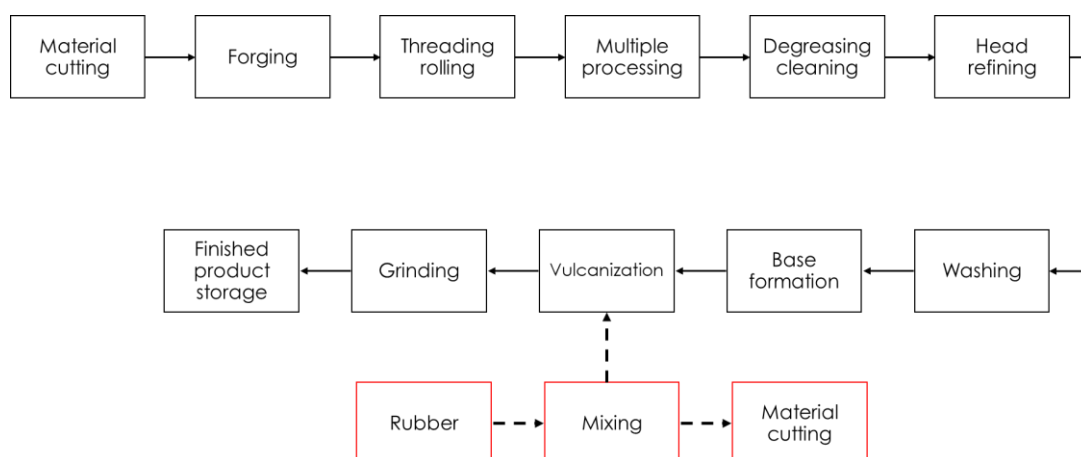 Material
cutting
Forging
Threading
rolling
Multiple
processing
Degreasing
cleaning
Head
refining
Finished
product
storage
Grinding
Vulcanization
Base
formation
Washing
Rubber
Mixing
Material
cutting